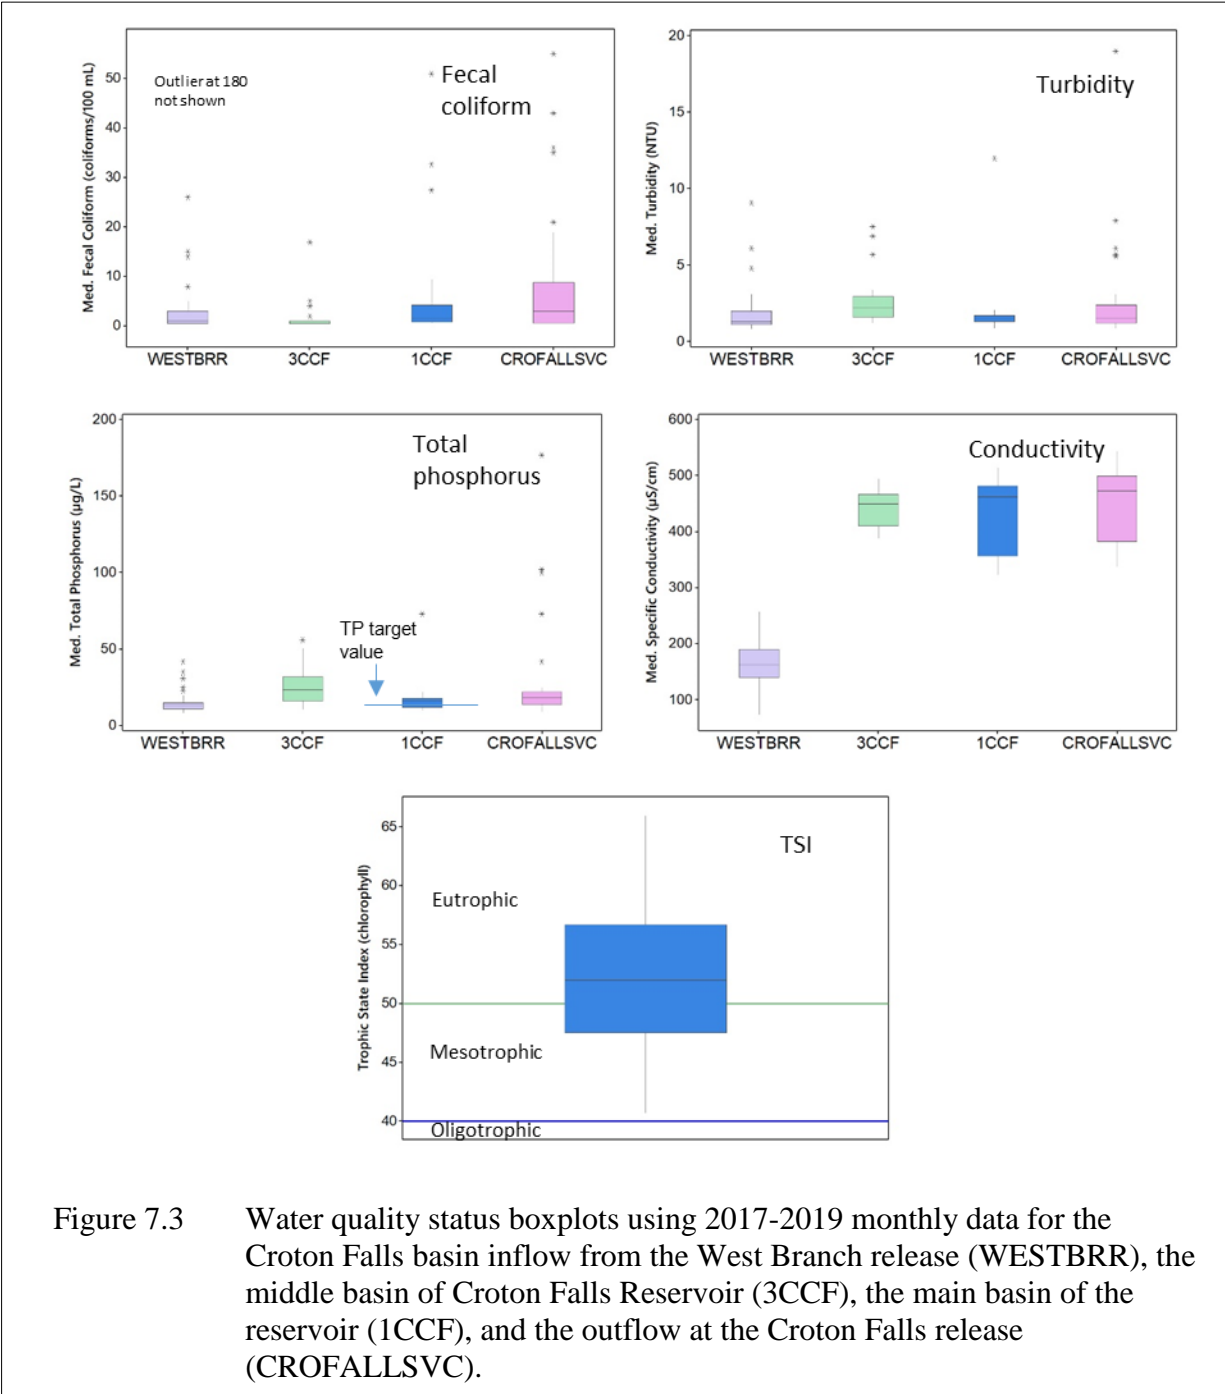 Med. Fecal Coliform (coliforms/100 mL)
50
40
30
20
10
0
Outlier at 180
not shown
Fecal
coliform
WESTBRR 3CCF 1CCF CROFALLSVC
Med. Turbidity (NTU)
20
15
10
5
0
Turbidity
WESTBRR 3CCF 1CCF CROFALLSVC
Med. Total Phosphorus (µg/L)
200
150
100
50
0
Total
phosphorus
TP target
value
WESTBRR 3CCF 1CCF CROFALLSVC
Med. Specific Conductivity (µS/cm)
600
500
400
300
200
100
Conductivity
WESTBRR 3CCF 1CCF CROFALLSVC
Trophic State Index (chlorophyll)
65
60
55
50
45
40
TSI
Eutrophic
Mesotrophic
Oligotrophic
Figure 7.3 Water quality status boxplots using 2017-2019 monthly data for the
Croton Falls basin inflow from the West Branch release (WESTBRR), the
middle basin of Croton Falls Reservoir (3CCF), the main basin of the
reservoir (1CCF), and the outflow at the Croton Falls release
(CROFALLSVC).